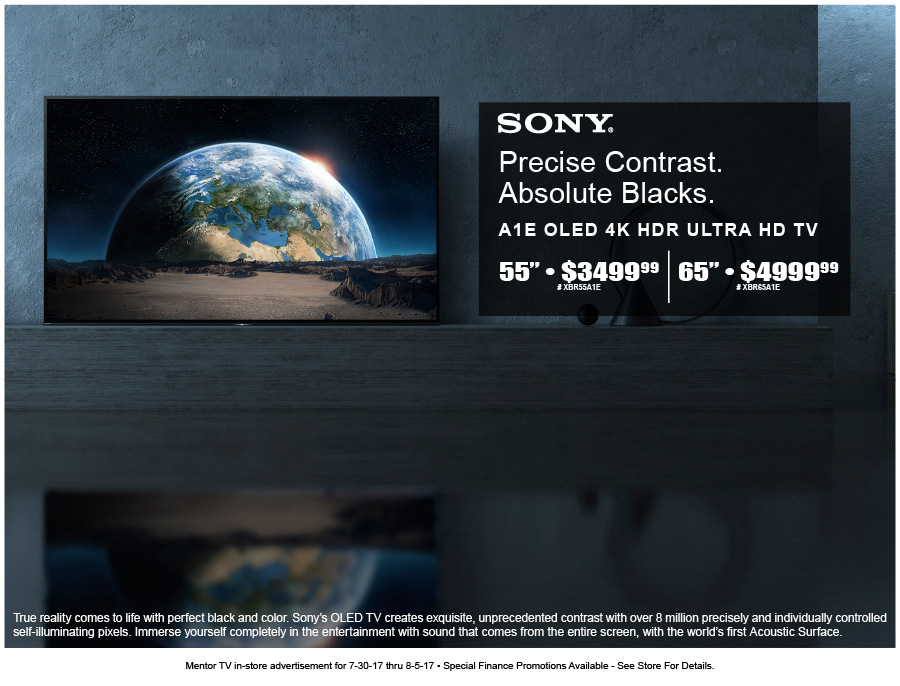 SONY®
Precise Contrast.
Absolute Blacks.
A1E OLED 4K HDR ULTRA HD TV
55” • $3499⁹⁹ | 65” • $4999⁹⁹
# XBR55A1E # XBR65A1E
True reality comes to life with perfect black and color. Sony’s OLED TV creates exquisite, unprecedented contrast with over 8 million precisely and individually controlled
self-illuminating pixels. Immerse yourself completely in the entertainment with sound that comes from the entire screen, with the world’s first Acoustic Surface.
Mentor TV in-store advertisement for 7-30-17 thru 8-5-17 • Special Finance Promotions Available - See Store For Details.